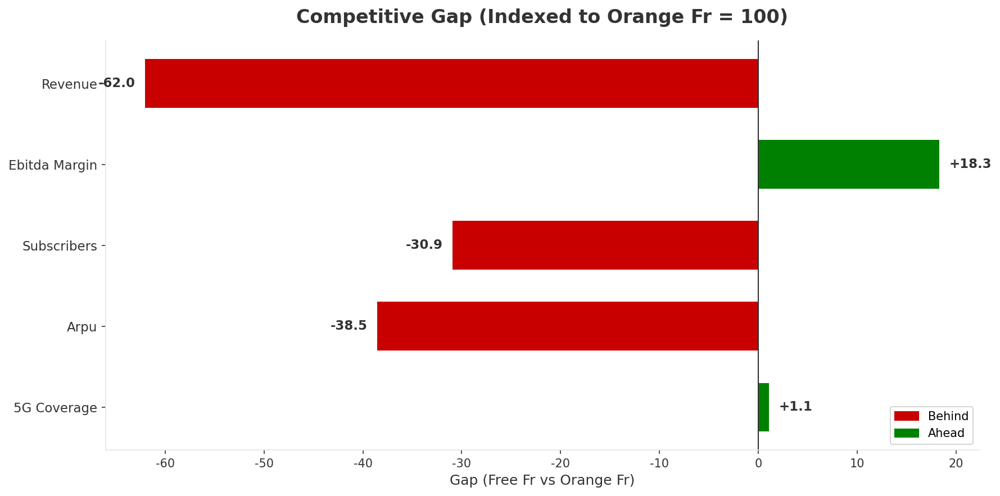 Competitive Gap (Indexed to Orange Fr = 100)
Revenue
-62.0
Ebitda Margin
+18.3
Subscribers
-30.9
Arpu
-38.5
5G Coverage
+1.1
Behind
Ahead
-60 -50 -40 -30 -20 -10 0 10 20
Gap (Free Fr vs Orange Fr)